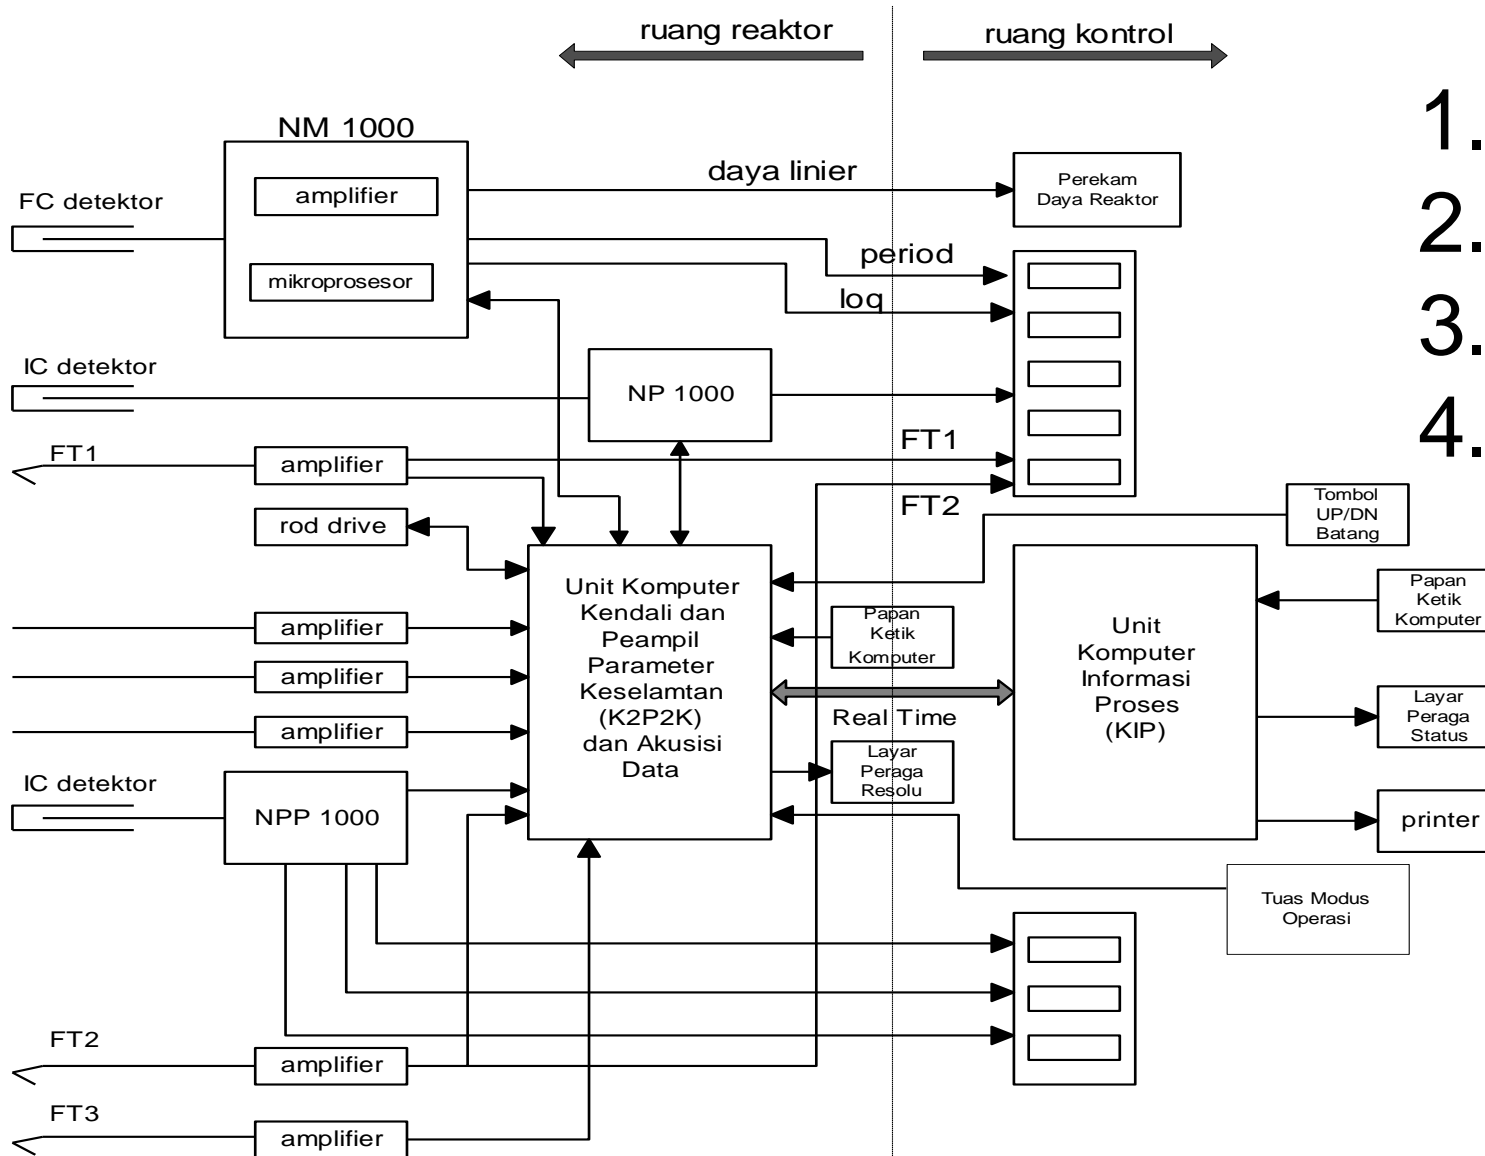 ruang reaktor
ruang kontrol
NM 1000
amplifier
mikroprosesor
FC detektor
daya linier
Perekam
Daya Reaktor
period
loq
1.
2.
3.
4.
IC detektor
NP 1000
FT1
amplifier
FT1
FT2
rod drive
Tombol
UP/DN
Batang
amplifier
amplifier
amplifier
Unit Komputer
Kendali dan
Peampil
Parameter
Keselamtan
(K2P2K)
dan Akusisi
Data
Papan
Ketik
Komputer
Real Time
Layar
Peraga
Resolu
Unit
Komputer
Informasi
Proses
(KIP)
Papan
Ketik
Komputer
Layar
Peraga
Status
printer
IC detektor
NPP 1000
Tuas Modus
Operasi
FT2
amplifier
FT3
amplifier